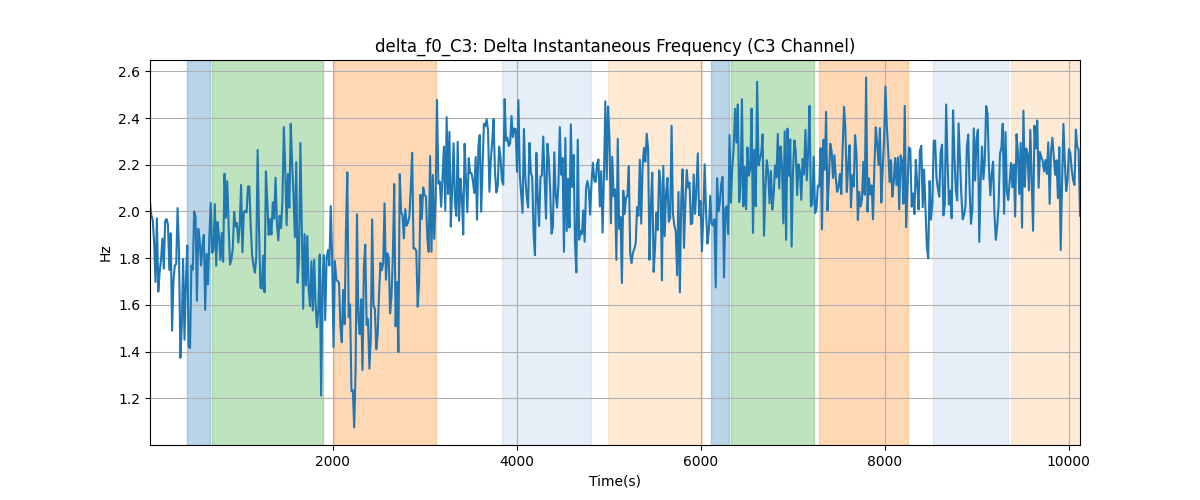 delta_f0_C3: Delta Instantaneous Frequency (C3 Channel)
2.6
2.4
2.2
2.0
1.8
1.6
1.4
1.2
Hz
2000 4000 6000 8000 10000
Time(s)